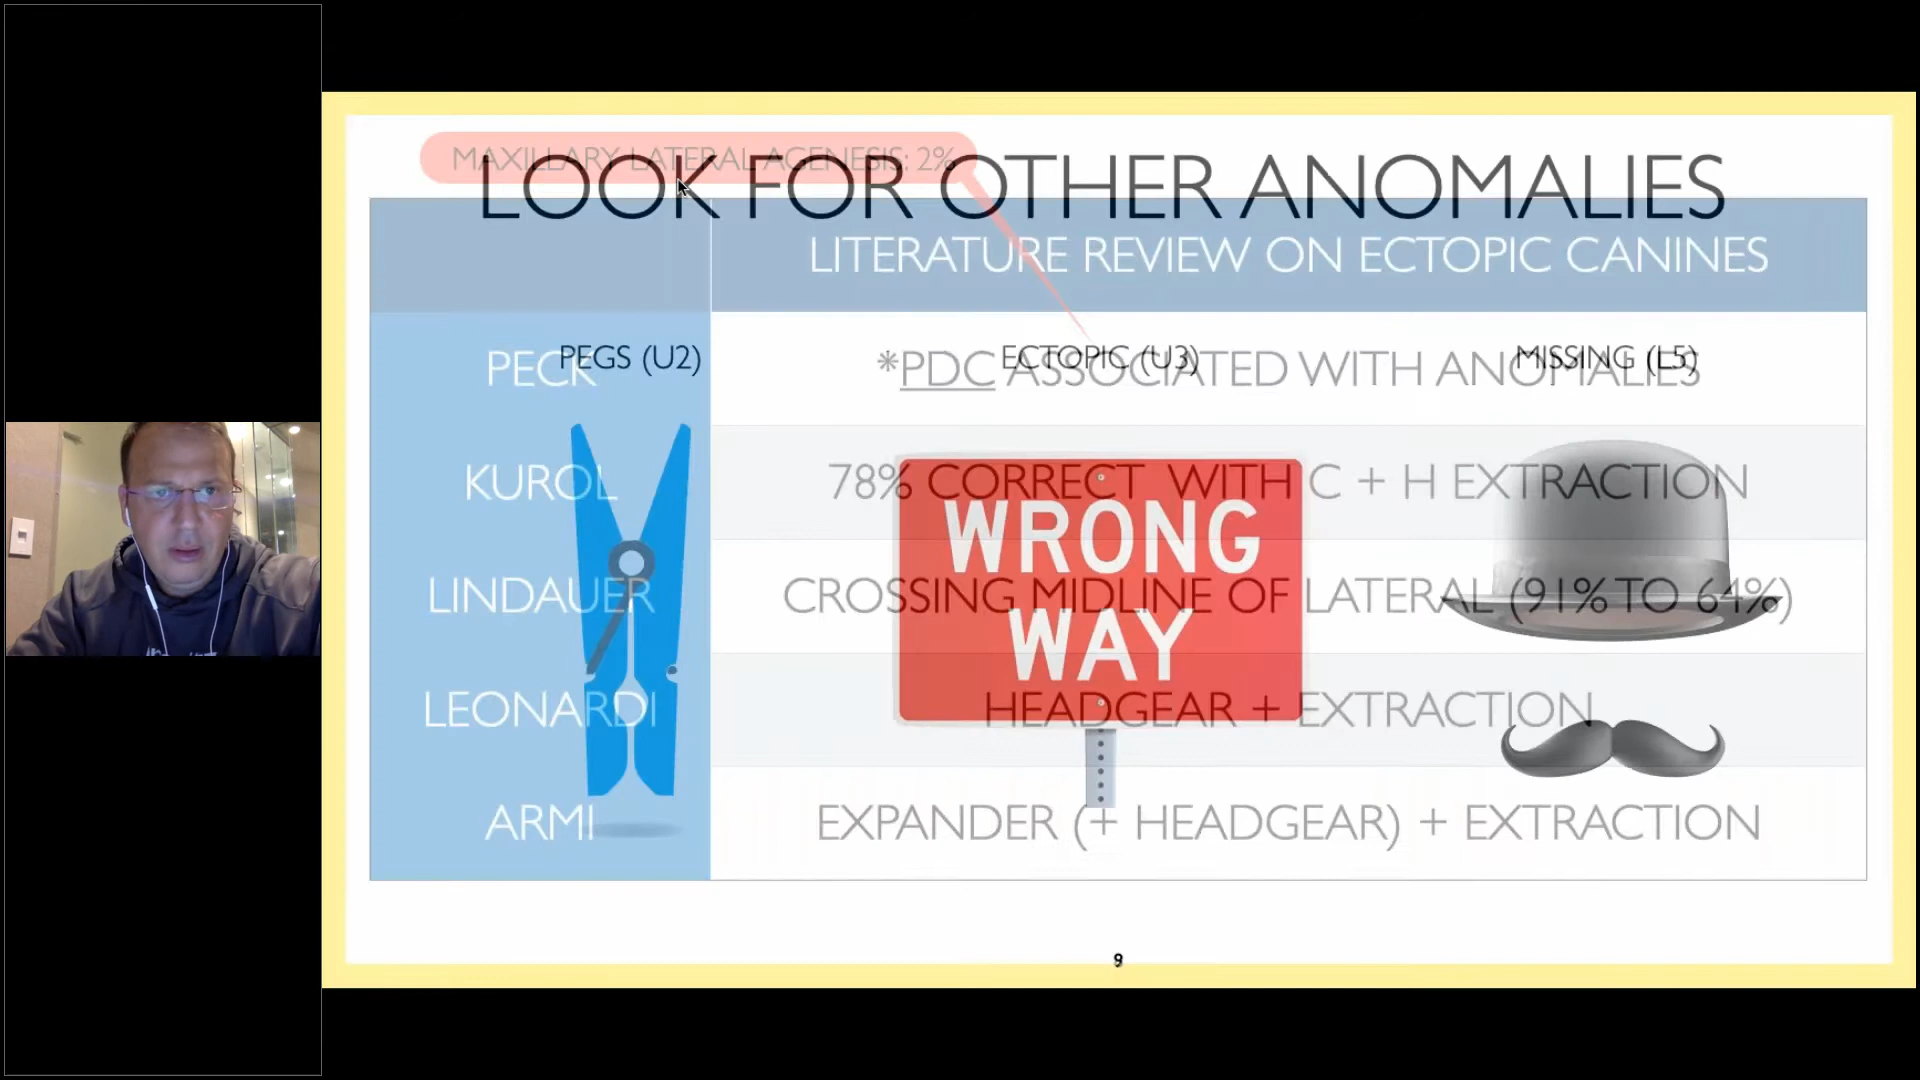 MAXILLARY LATERAL AGENESIS: 2%
LOOK FOR OTHER ANOMALIES
LITERATURE REVIEW ON ECTOPIC CANINES
PEGS (U2)
ECTOPIC (U3)
MISSING (L5)
PECK
*PDC ASSOCIATED WITH ANOMALIES
KUROL
78% CORRECT WITH C + H EXTRACTION
WRONG
WAY
LINDAUER
CROSSING MIDLINE OF LATERAL (91% TO 64%)
LEONARDI
HEADGEAR + EXTRACTION
ARMI
EXPANDER (+ HEADGEAR) + EXTRACTION